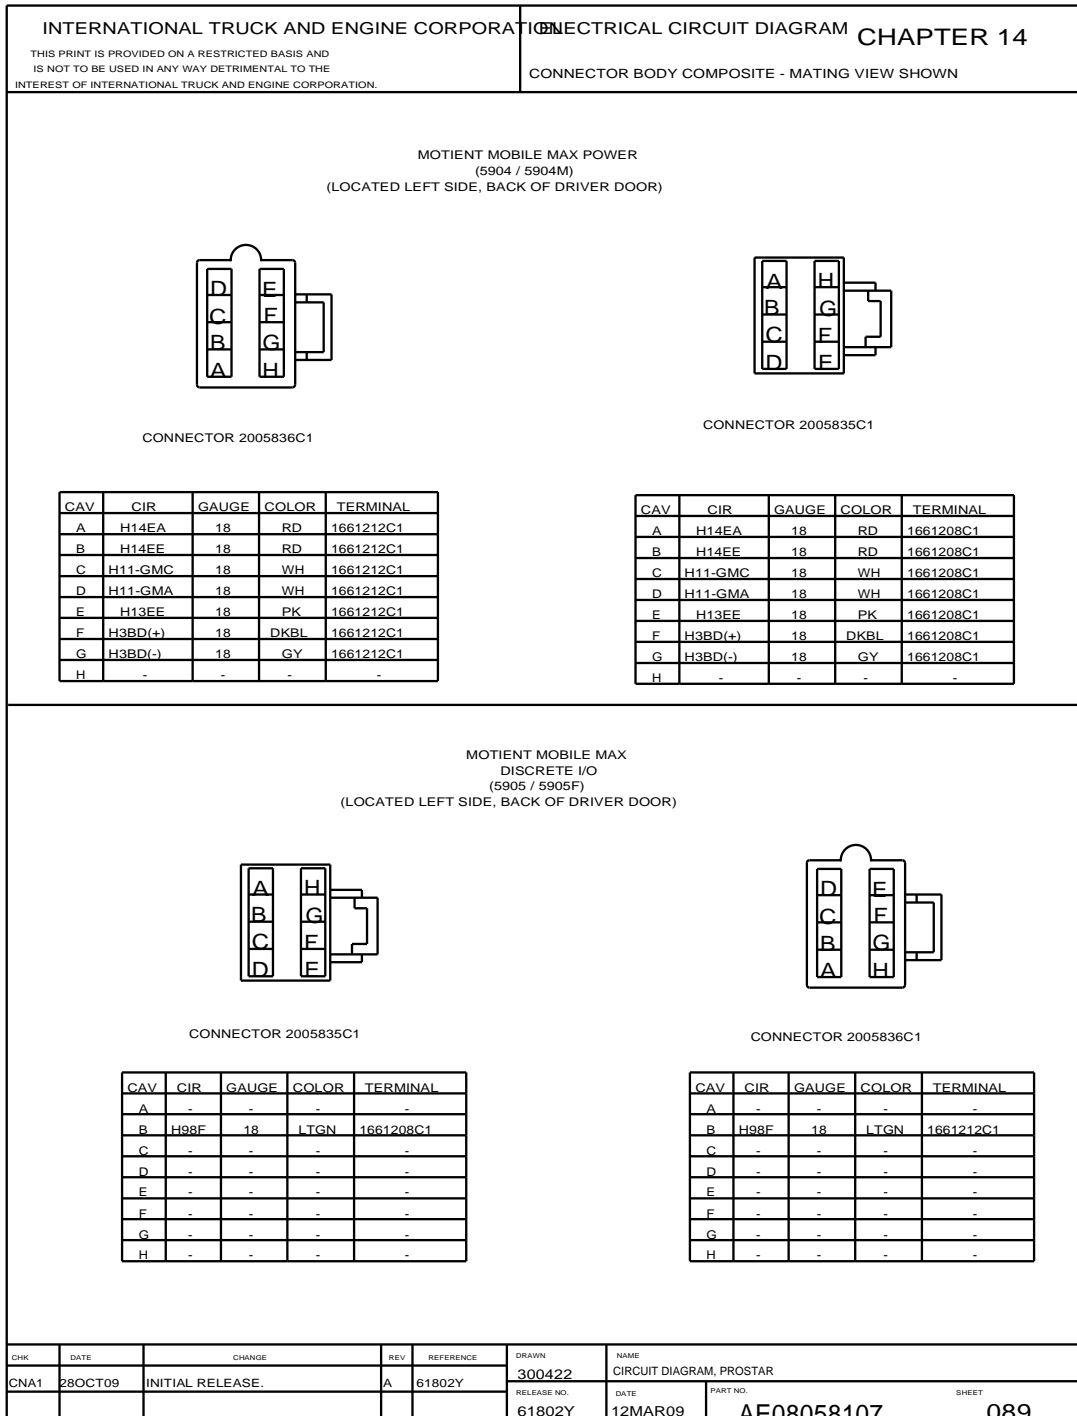 INTERNATIONAL TRUCK AND ENGINE CORPORATION
THIS PRINT IS PROVIDED ON A RESTRICTED BASIS AND
IS NOT TO BE USED IN ANY WAY DETRIMENTAL TO THE
INTEREST OF INTERNATIONAL TRUCK AND ENGINE CORPORATION.
ELECTRICAL CIRCUIT DIAGRAM CHAPTER 14
CONNECTOR BODY COMPOSITE - MATING VIEW SHOWN
MOTIENT MOBILE MAX POWER
(5904 / 5904M)
(LOCATED LEFT SIDE, BACK OF DRIVER DOOR)
D E
C F
B G
A H
CONNECTOR 2005836C1
CAV CIR GAUGE COLOR TERMINAL
A H14EA 18 RD 1661212C1
B H14EE 18 RD 1661212C1
C H11-GMC 18 WH 1661212C1
D H11-GMA 18 WH 1661212C1
E H13EE 18 PK 1661212C1
F H3BD(+) 18 DKBL 1661212C1
G H3BD(-) 18 GY 1661212C1
H - - - -
A H
B G
C F
D E
CONNECTOR 2005835C1
CAV CIR GAUGE COLOR TERMINAL
A H14EA 18 RD 1661208C1
B H14EE 18 RD 1661208C1
C H11-GMC 18 WH 1661208C1
D H11-GMA 18 WH 1661208C1
E H13EE 18 PK 1661208C1
F H3BD(+) 18 DKBL 1661208C1
G H3BD(-) 18 GY 1661208C1
H - - - -
MOTIENT MOBILE MAX
DISCRETE I/O
(5905 / 5905F)
(LOCATED LEFT SIDE, BACK OF DRIVER DOOR)
A H
B G
C F
D E
CONNECTOR 2005835C1
CAV CIR GAUGE COLOR TERMINAL
A - - - -
B H98F 18 LTGN 1661208C1
C - - - -
D - - - -
E - - - -
F - - - -
G - - - -
H - - - -
D E
C F
B G
A H
CONNECTOR 2005836C1
CAV CIR GAUGE COLOR TERMINAL
A - - - -
B H98F 18 LTGN 1661212C1
C - - - -
D - - - -
E - - - -
F - - - -
G - - - -
H - - - -
CHK DATE CHANGE REV REFERENCE
CNA1 28OCT09 INITIAL RELEASE. A 61802Y
DRAWN
300422
NAME
CIRCUIT DIAGRAM, PROSTAR
RELEASE NO.
61802Y
DATE
12MAR09
PART NO.
AE08058107
SHEET
089